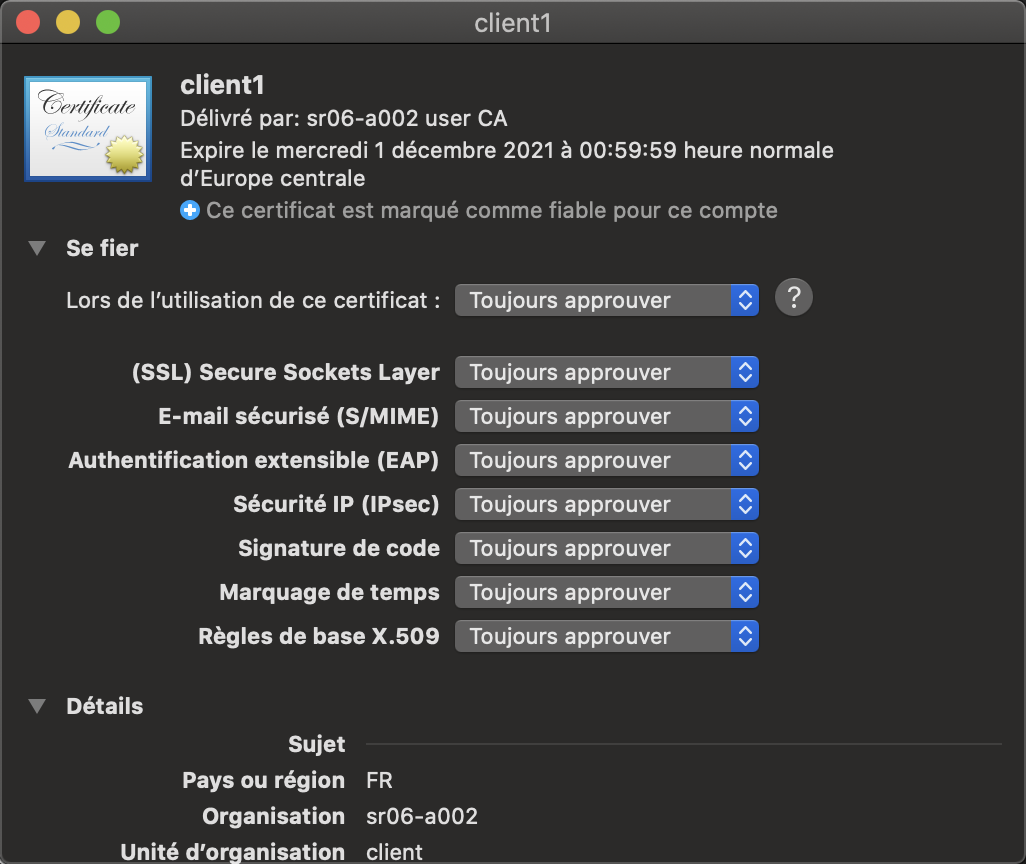 client1
Certificate
Standard
client1
Délivré par: sr06-a002 user CA
Expire le mercredi 1 décembre 2021 à 00:59:59 heure normale
d’Europe centrale
Ce certificat est marqué comme fiable pour ce compte
Se fier
Lors de l’utilisation de ce certificat : Toujours approuver ?
(SSL) Secure Sockets Layer Toujours approuver
E-mail sécurisé (S/MIME) Toujours approuver
Authentification extensible (EAP) Toujours approuver
Sécurité IP (IPsec) Toujours approuver
Signature de code Toujours approuver
Marquage de temps Toujours approuver
Règles de base X.509 Toujours approuver
Détails
Sujet
Pays ou région FR
Organisation sr06-a002
Unité d’organisation client